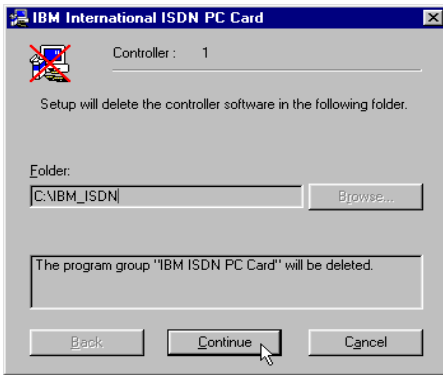 IBM International ISDN PC Card
Controller : 1
Setup will delete the controller software in the following folder.
Folder:
C:\IBM_ISDN
Browse...
The program group "IBM ISDN PC Card" will be deleted.
Back
Continue
Cancel